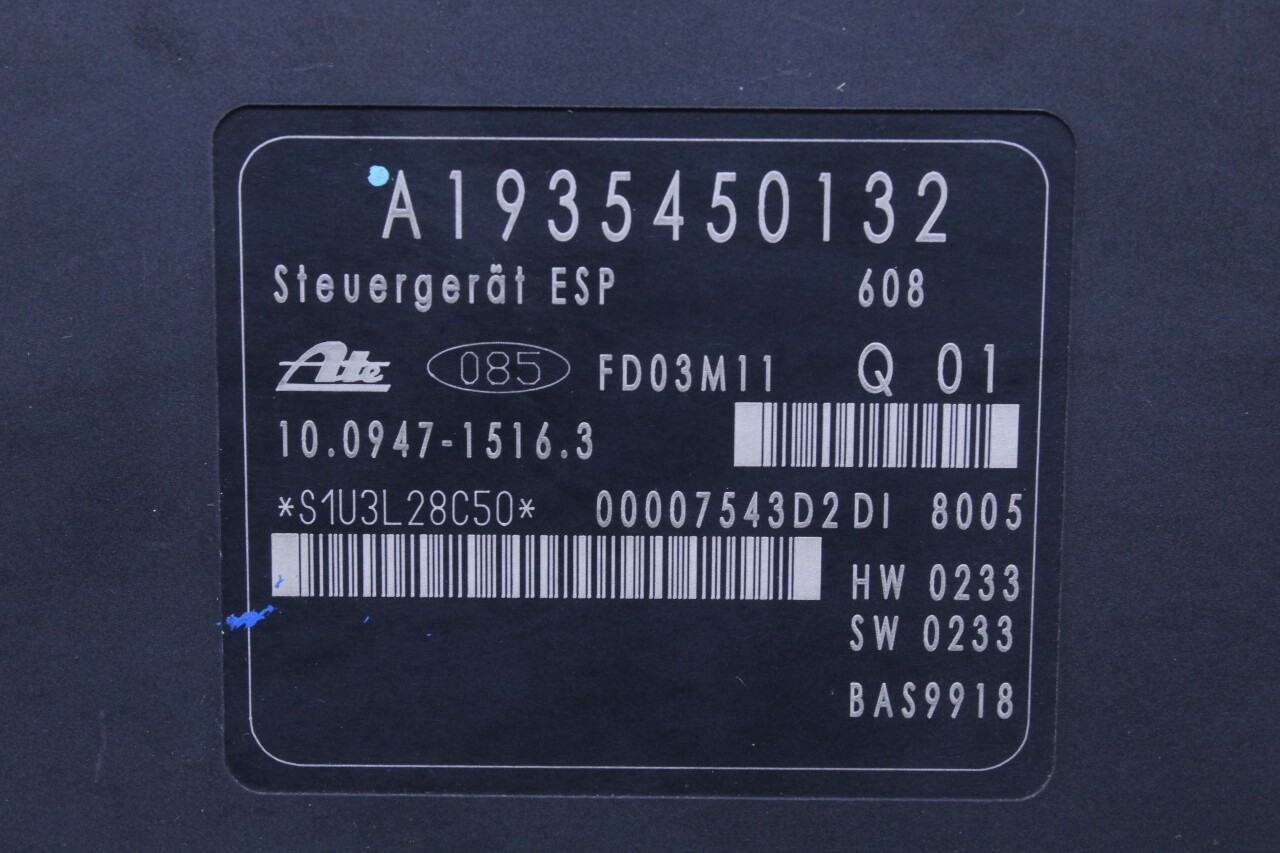 A1935450132
Steuergerät ESP 608
Ate 085 FD03M11 Q 01
10.0947-1516.3
*S1U3L28C50* 00007543D2 DI 8005
HW 0233
SW 0233
BAS9918